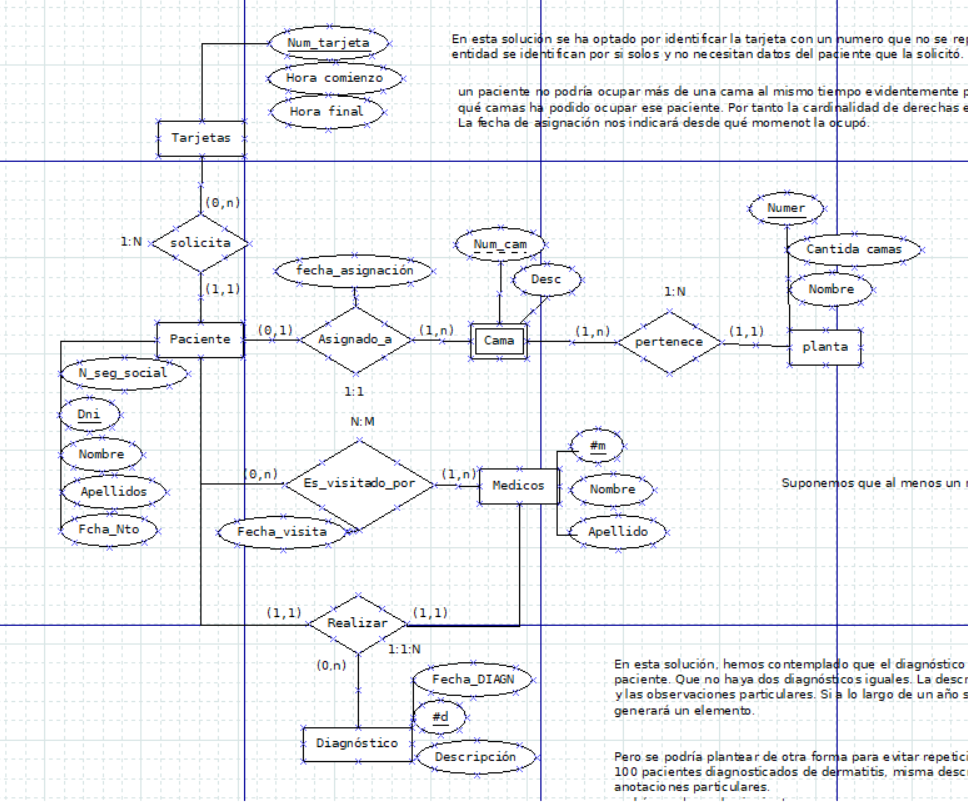 En esta solución se ha optado por identificar la tarjeta con un numero que no se rep
entidad se identifican por si solos y no necesitan datos del paciente que la solicitó.
un paciente no podría ocupar más de una cama al mismo tiempo evidentemente p
qué camas ha podido ocupar ese paciente. Por tanto la cardinalidad de derechas e
La fecha de asignación nos indicará desde qué momenot la ocupó.
Num_tarjeta
Hora comienzo
Hora final
Tarjetas
(0,n)
1:N
solicita
(1,1)
Numer
Cantida camas
Nombre
Num_cam
Desc
fecha_asignación
1:N
Paciente
(0,1)
Asignado_a
(1,n)
Cama
(1,n)
pertenece
(1,1)
planta
1:1
N_seg_social
Dni
Nombre
Apellidos
Fcha_Nto
N:M
(0,n)
Es_visitado_por
(1,n)
Medicos
Fecha_visita
#m
Nombre
Apellido
Suponemos que al menos un
(1,1)
Realizar
(1,1)
1:1:N
(0,n)
Fecha_DIAGN
#d
Diagnóstico
Descripción
En esta solución, hemos contemplado que el diagnóstico
paciente. Que no haya dos diagnósticos iguales. La descr
y las observaciones particulares. Si a lo largo de un año s
generará un elemento.
Pero se podría plantear de otra forma para evitar repetici
100 pacientes diagnosticados de dermatitis, misma desc
anotaciones particulares.